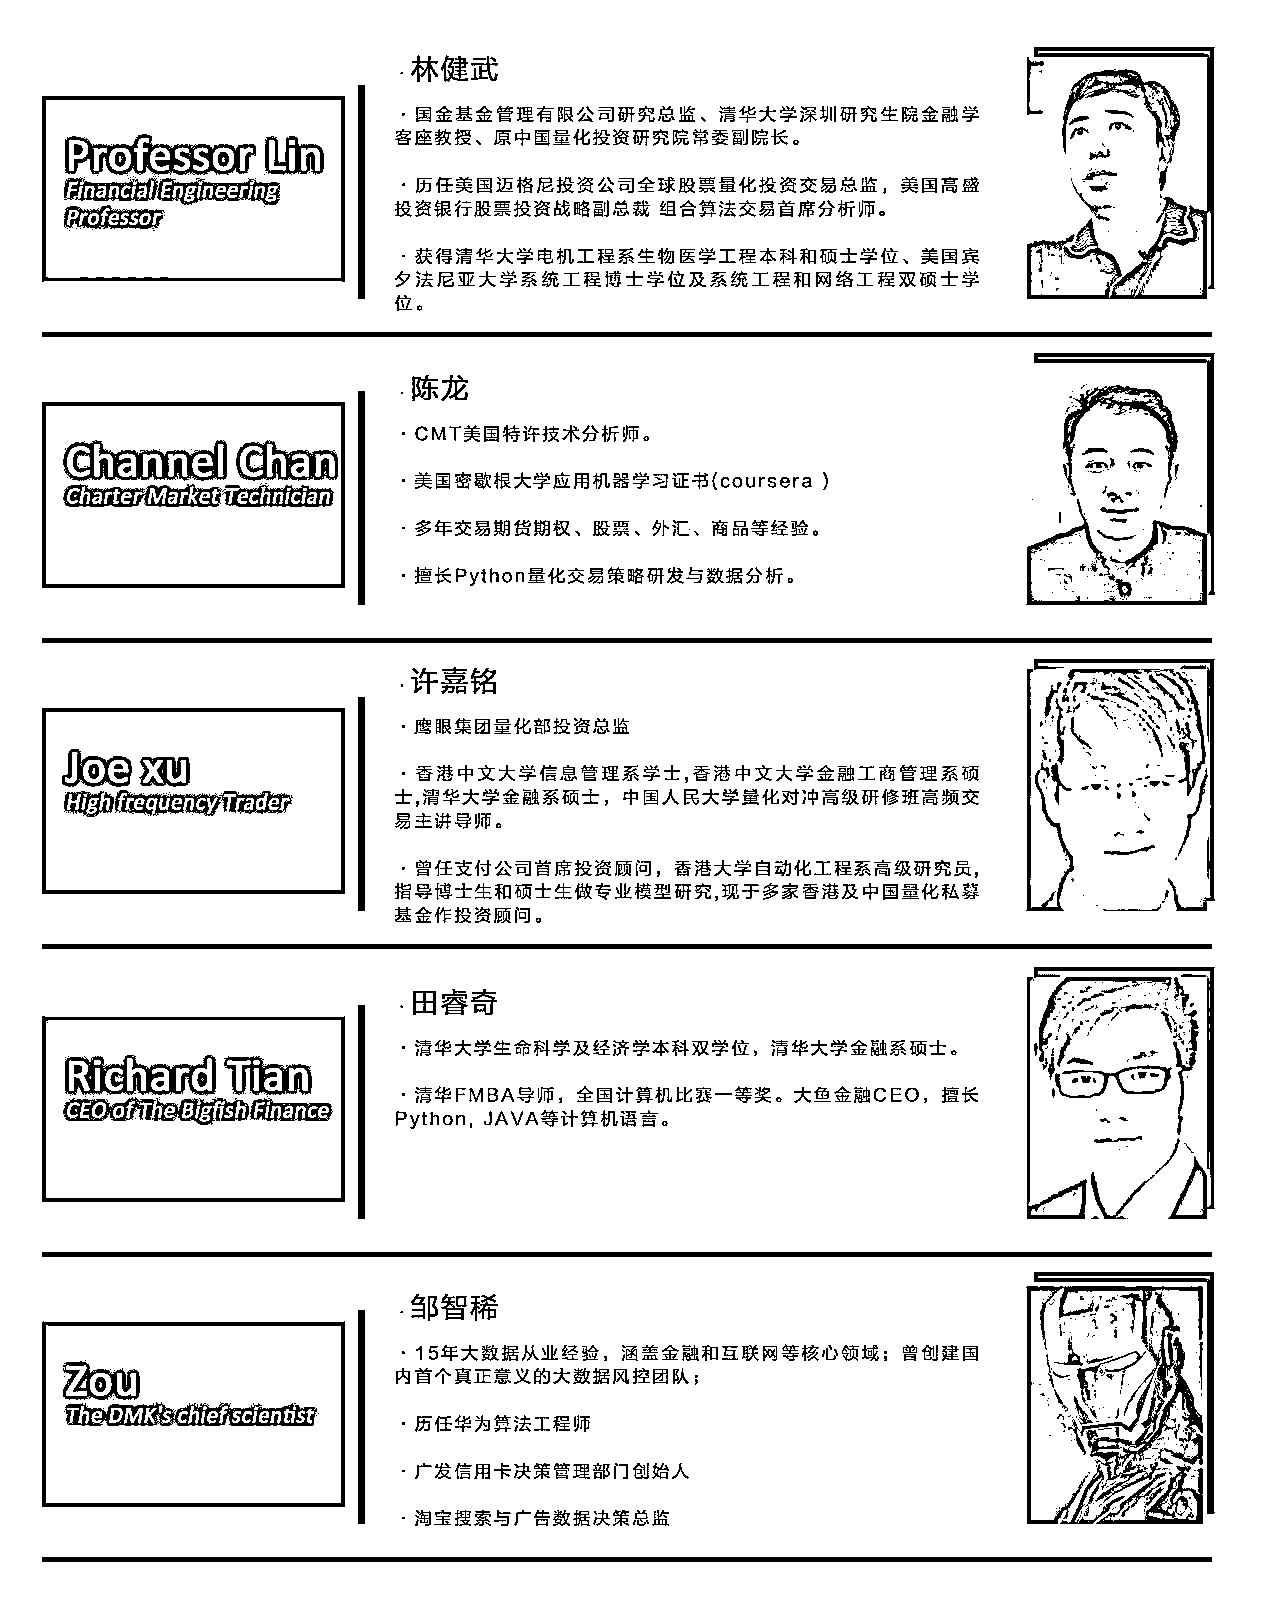 Professor Lin
Financial Engineering
Professor
· 林健武
· 国金基金管理有限公司研究总监、清华大学深圳研究生院金融学
客座教授、原中国量化投资研究院常委副院长。
· 历任美国迈格尼投资公司全球股票量化投资交易总监，美国高盛
投资银行股票投资战略副总裁 组合算法交易首席分析师。
· 获得清华大学电机工程系生物医学工程本科和硕士学位、美国宾
夕法尼亚大学系统工程博士学位及系统工程和网络工程双硕士学
位。
Channel Chan
Charter Market Technician
· 陈龙
· CMT美国特许技术分析师。
· 美国密歇根大学应用机器学习证书(coursera )
· 多年交易期货期权、股票、外汇、商品等经验。
· 擅长Python量化交易策略研发与数据分析。
Joe xu
High frequency Trader
· 许嘉铭
· 鹰眼集团量化部投资总监
· 香港中文大学信息管理系学士,香港中文大学金融工商管理系硕
士,清华大学金融系硕士，中国人民大学量化对冲高级研修班高频交
易主讲导师。
· 曾任支付公司首席投资顾问，香港大学自动化工程系高级研究员,
指导博士生和硕士生做专业模型研究,现于多家香港及中国量化私募
基金作投资顾问。
Richard Tian
CEO of The Bigfish Finance
· 田睿奇
· 清华大学生命科学及经济学本科双学位，清华大学金融系硕士。
· 清华FMBA导师，全国计算机比赛一等奖。大鱼金融CEO，擅长
Python, JAVA等计算机语言。
Zou
The DMK's chief scientist
· 邹智稀
· 15年大数据从业经验，涵盖金融和互联网等核心领域；曾创建国
内首个真正意义的大数据风控团队；
· 历任华为算法工程师
· 广发信用卡决策管理部门创始人
· 淘宝搜索与广告数据决策总监